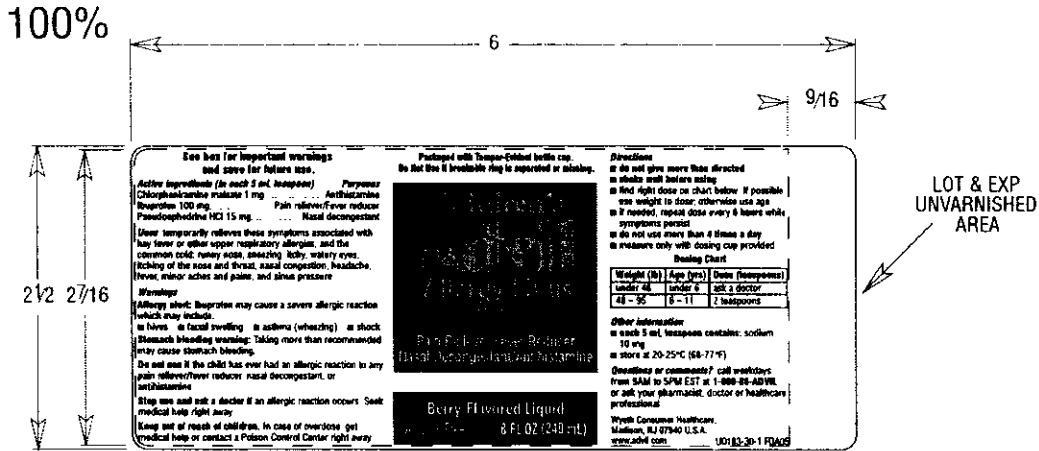 100%
6
9/16
2 1/2
2 7/16
LOT & EXP
UNVARNISHED
AREA
See box for important warnings
and save for future use.
Active ingredients (in each 5 mL teaspoon) Purposes
Chlorpheniramine maleate 1 mg . . . . Antihistamine
Ibuprofen 100 mg. . . . Pain reliever/Fever reducer
Pseudoephedrine HCl 15 mg . . . . Nasal decongestant
Uses temporarily relieves these symptoms associated with
hay fever or other upper respiratory allergies, and the
common cold: runny nose, sneezing, itchy, watery eyes,
itching of the nose and throat, nasal congestion, headache,
fever, minor aches and pains, and sinus pressure
Warnings
Allergy alert: Ibuprofen may cause a severe allergic reaction
which may include:
■ hives ■ facial swelling ■ asthma (wheezing) ■ shock
Stomach bleeding warning: Taking more than recommended
may cause stomach bleeding.
Do not use if the child has ever had an allergic reaction to any
pain reliever/fever reducer, nasal decongestant, or
antihistamine
Stop use and ask a doctor if an allergic reaction occurs. Seek
medical help right away
Keep out of reach of children. In case of overdose, get
medical help or contact a Poison Control Center right away
Packaged with Tamper-Evident bottle cap.
Do Not Use if breakable ring is separated or missing.
Children's
Advil
Allergy Sinus
Pain Reliever/Fever Reducer
Nasal Decongestant/Antihistamine
Berry Flavored Liquid
8 FL OZ (240 mL)
Directions
■ do not give more than directed
■ shake well before using
■ find right dose on chart below. If possible
use weight to dose; otherwise use age
■ if needed, repeat dose every 6 hours while
symptoms persist
■ do not use more than 4 times a day
■ measure only with dosing cup provided
Dosing Chart
Weight (lb) Age (yrs) Dose (teaspoons)
under 48 under 6 ask a doctor
48 – 95 6 – 11 2 teaspoons
Other information
■ each 5 mL teaspoon contains: sodium
10 mg
■ store at 20-25°C (68-77°F)
Questions or comments? call weekdays
from 9AM to 5PM EST at 1-800-88-ADVIL
or ask your pharmacist, doctor or healthcare
professional
Wyeth Consumer Healthcare,
Madison, NJ 07940 U.S.A.
www.advil.com U0183-30-1 FDA05